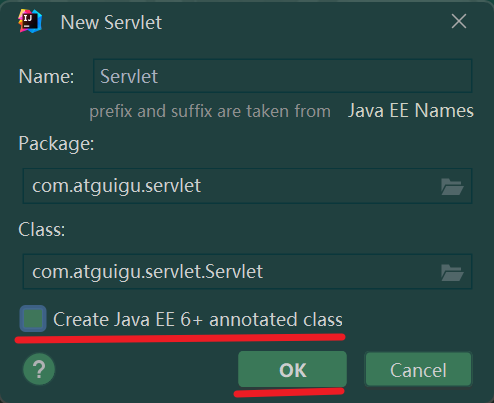 New Servlet
Name: Servlet
prefix and suffix are taken from Java EE Names
Package:
com.atguigu.servlet
Class:
com.atguigu.servlet.Servlet
Create Java EE 6+ annotated class
? OK Cancel